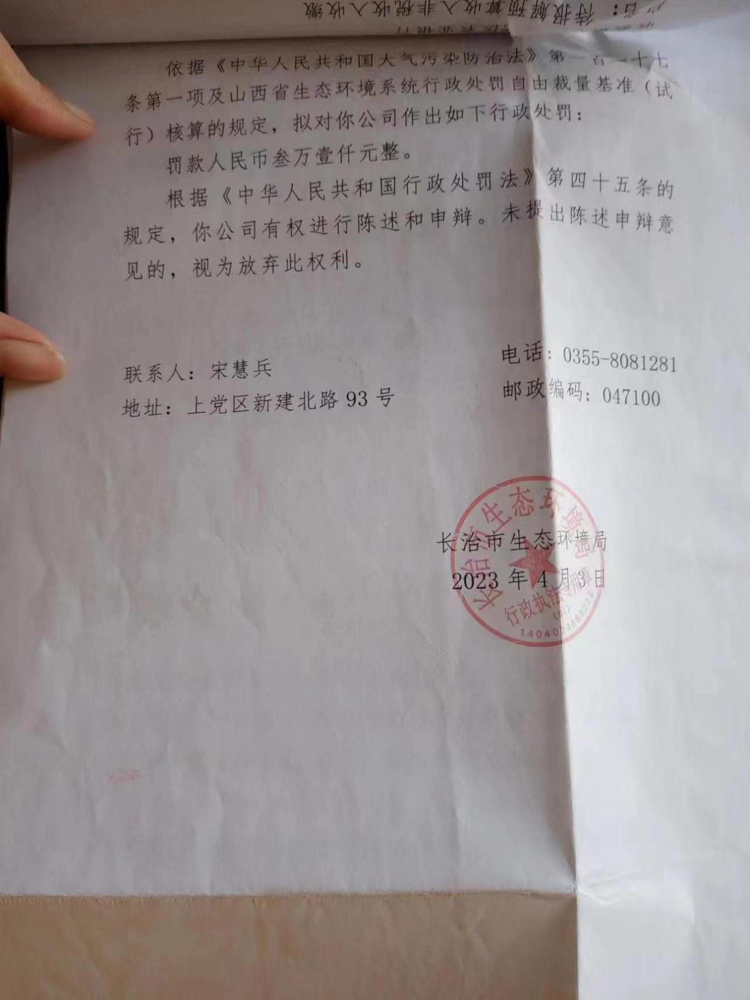 户名：待报解预算收入非税收入收缴
依据《中华人民共和国大气污染防治法》第一百一十七
条第一项及山西省生态环境系统行政处罚自由裁量基准（试
行）核算的规定，拟对你公司作出如下行政处罚：
罚款人民币叁万壹仟元整。
根据《中华人民共和国行政处罚法》第四十五条的
规定，你公司有权进行陈述和申辩。未提出陈述申辩意
见的，视为放弃此权利。
联系人：宋慧兵
电话：0355-8081281
地址：上党区新建北路 93 号
邮政编码：047100
长治市生态环境局
2023 年 4 月 3 日
长治市生态环境局
行政执法专用章
(01)